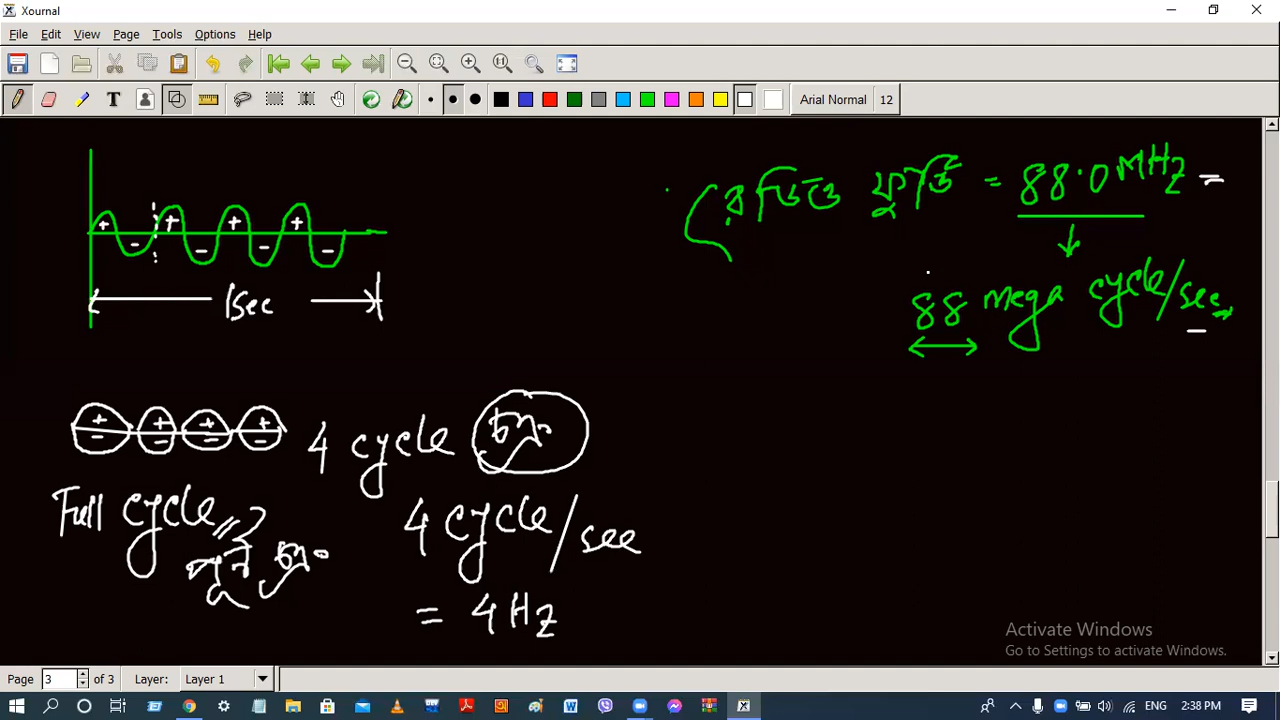 Xournal
File Edit View Page Tools Options Help
Arial Normal 12
+ - + - + - + -
1sec
রেডিও ফূর্তি = 88.0 MHz =
88 mega cycle/sec
+ + + +
- - - -
4 cycle চক্র
Full cycle
পূর্ণ চক্র
4 cycle/sec
= 4 Hz
Activate Windows
Go to Settings to activate Windows.
Page 3 of 3 Layer: Layer 1
ENG 2:38 PM